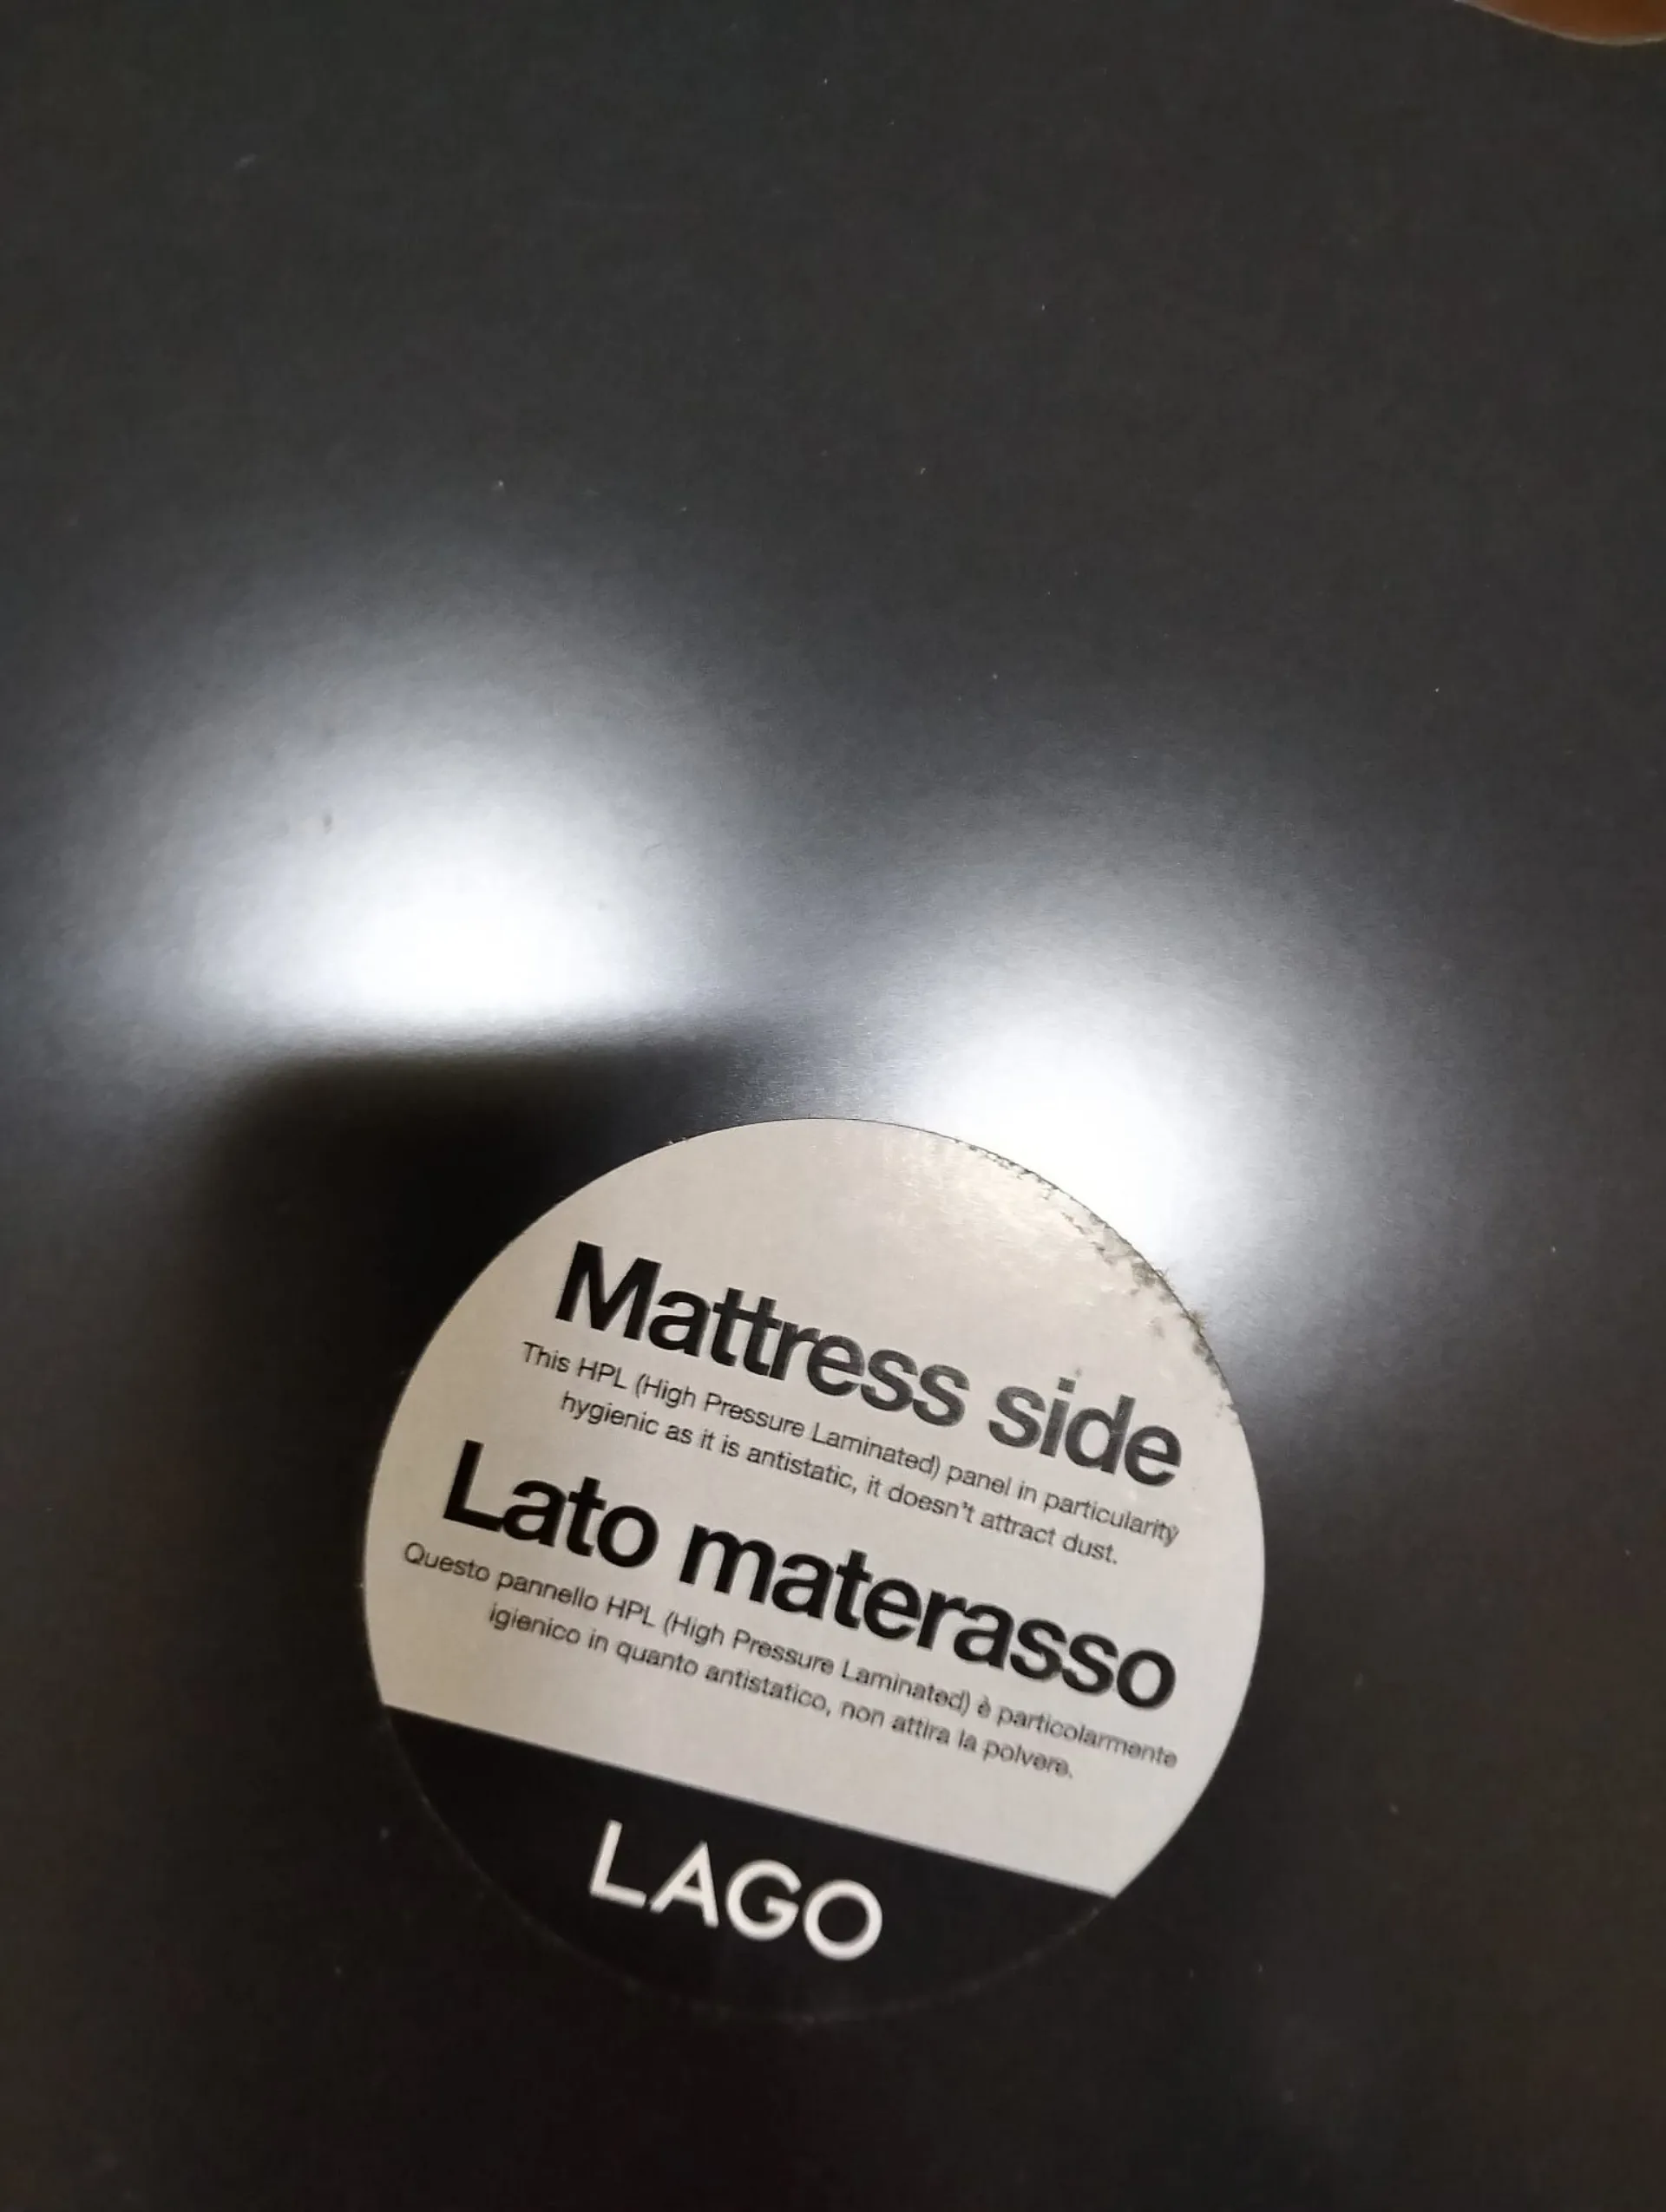 Mattress side
This HPL (High Pressure Laminated) panel in particularity
hygienic as it is antistatic, it doesn't attract dust.
Lato materasso
Questo pannello HPL (High Pressure Laminated) è particolarmente
igienico in quanto antistatico, non attira la polvere.
LAGO